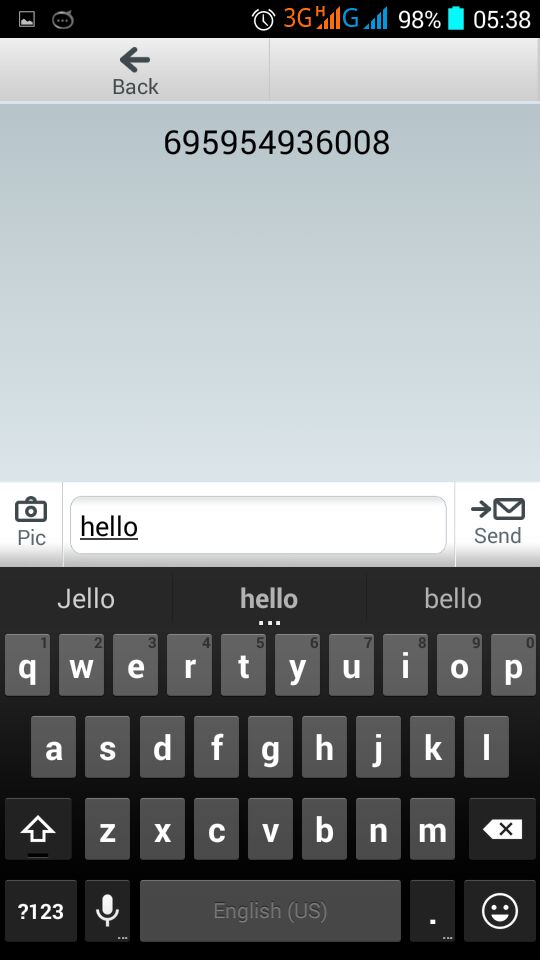 3G H G 98% 05:38
Back
695954936008
hello
Pic
Send
Jello hello bello
1 2 3 4 5 6 7 8 9 0
q w e r t y u i o p
a s d f g h j k l
z x c v b n m
?123 English (US) .